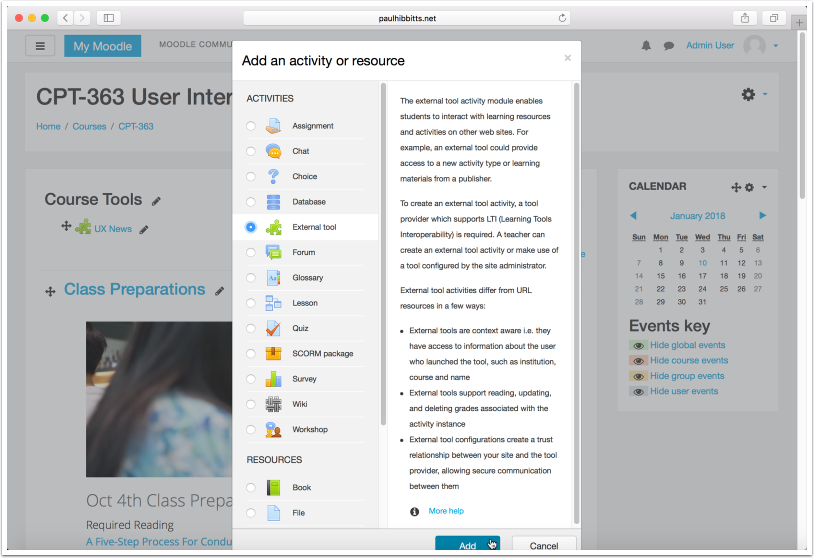 paulhibbitts.net
My Moodle
MOODLE COMMU
Admin User
CPT-363 User Inter
Home / Courses / CPT-363
Course Tools
UX News
Class Preparations
Oct 4th Class Prepa
Required Reading
A Five-Step Process For Condu
Add an activity or resource
ACTIVITIES
Assignment
Chat
Choice
Database
External tool
Forum
Glossary
Lesson
Quiz
SCORM package
Survey
Wiki
Workshop
RESOURCES
Book
File
The external tool activity module enables
students to interact with learning resources
and activities on other web sites. For
example, an external tool could provide
access to a new activity type or learning
materials from a publisher.
To create an external tool activity, a tool
provider which supports LTI (Learning Tools
Interoperability) is required. A teacher can
create an external tool activity or make use of
a tool configured by the site administrator.
External tool activities differ from URL
resources in a few ways:
External tools are context aware i.e. they
have access to information about the user
who launched the tool, such as institution,
course and name
External tools support reading, updating,
and deleting grades associated with the
activity instance
External tool configurations create a trust
relationship between your site and the tool
provider, allowing secure communication
between them
More help
Add
Cancel
e
CALENDAR
January 2018
Sun Mon Tue Wed Thu Fri Sat
1 2 3 4 5 6
7 8 9 10 11 12 13
14 15 16 17 18 19 20
21 22 23 24 25 26 27
28 29 30 31
Events key
Hide global events
Hide course events
Hide group events
Hide user events